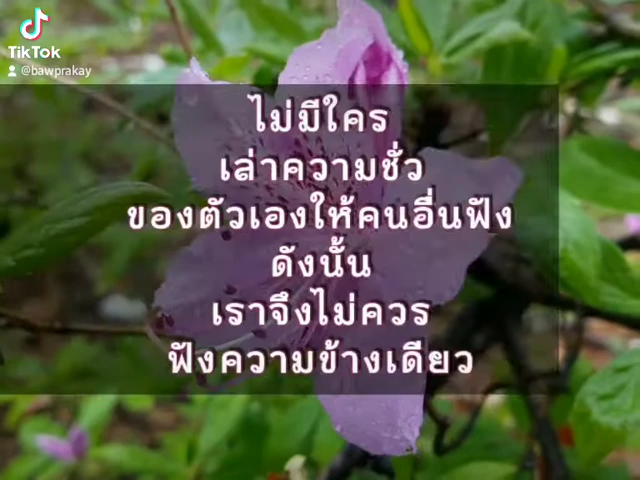 TikTok
@bawprakay
ไม่มีใคร
เล่าความชั่ว
ของตัวเองให้คนอื่นฟัง
ดังนั้น
เราจึงไม่ควร
ฟังความข้างเดียว